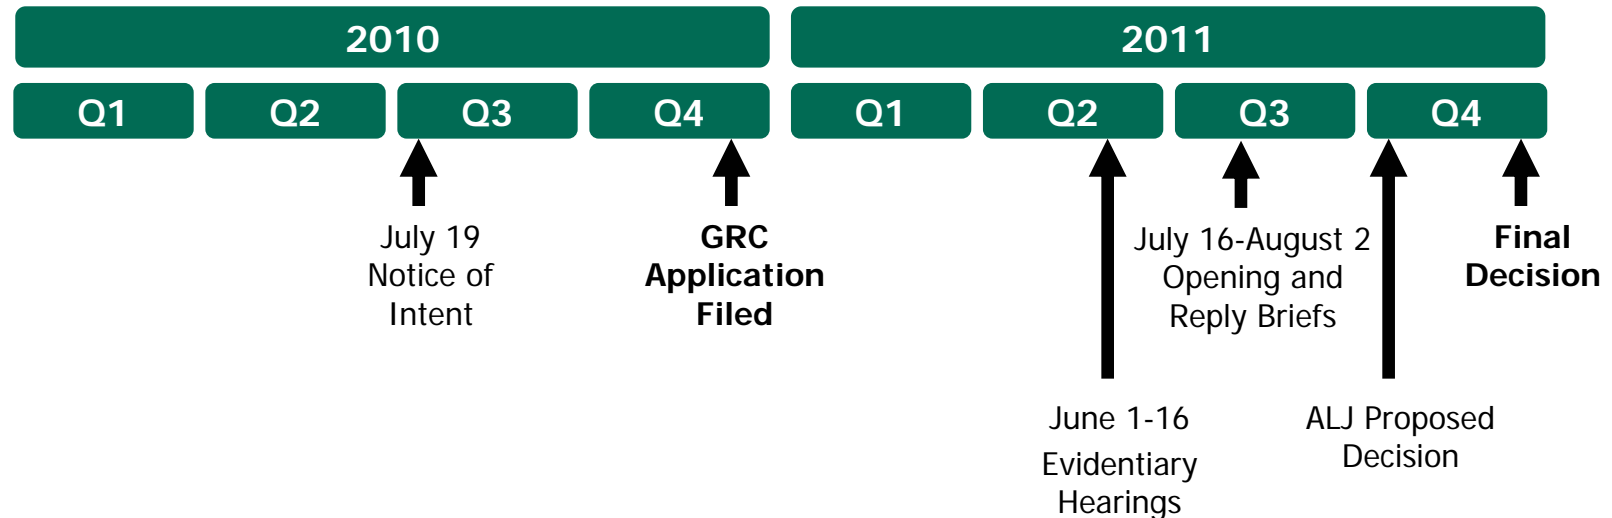 2010
2011
Q1
Q2
Q3
Q4
Q1
Q2
Q3
Q4
July 19
Notice of
Intent
GRC
Application
Filed
July 16-August 2
Opening and
Reply Briefs
Final
Decision
June 1-16
Evidentiary
Hearings
ALJ Proposed
Decision